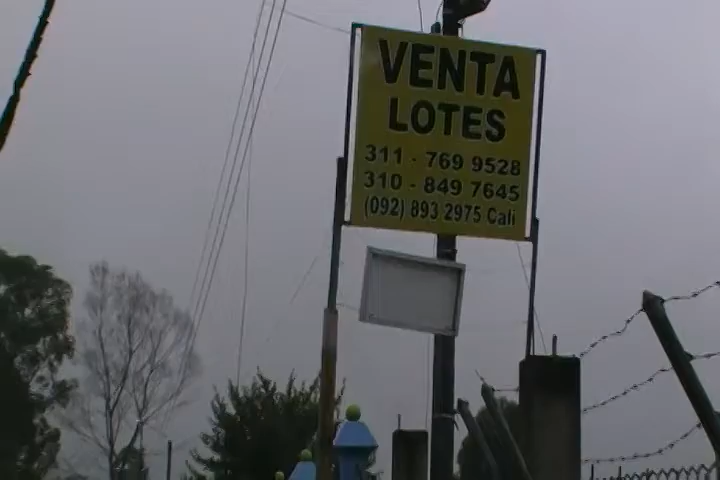 VENTA
LOTES
311 - 769 9528
310 - 849 7645
(092) 893 2975 Cali